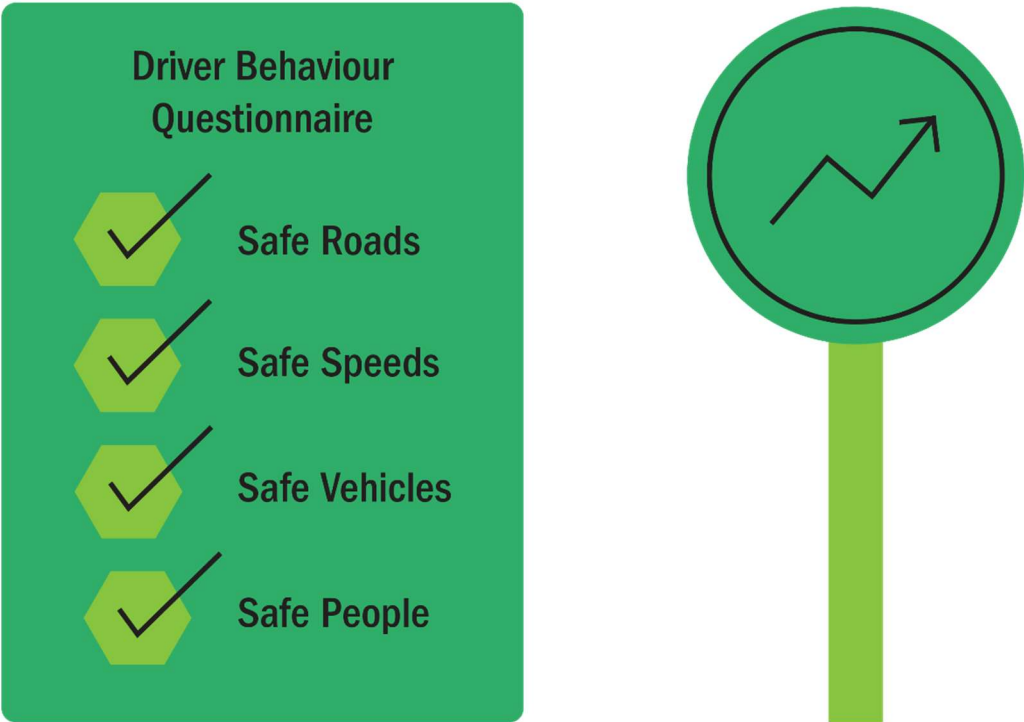 Driver Behaviour
Questionnaire
Safe Roads
Safe Speeds
Safe Vehicles
Safe People